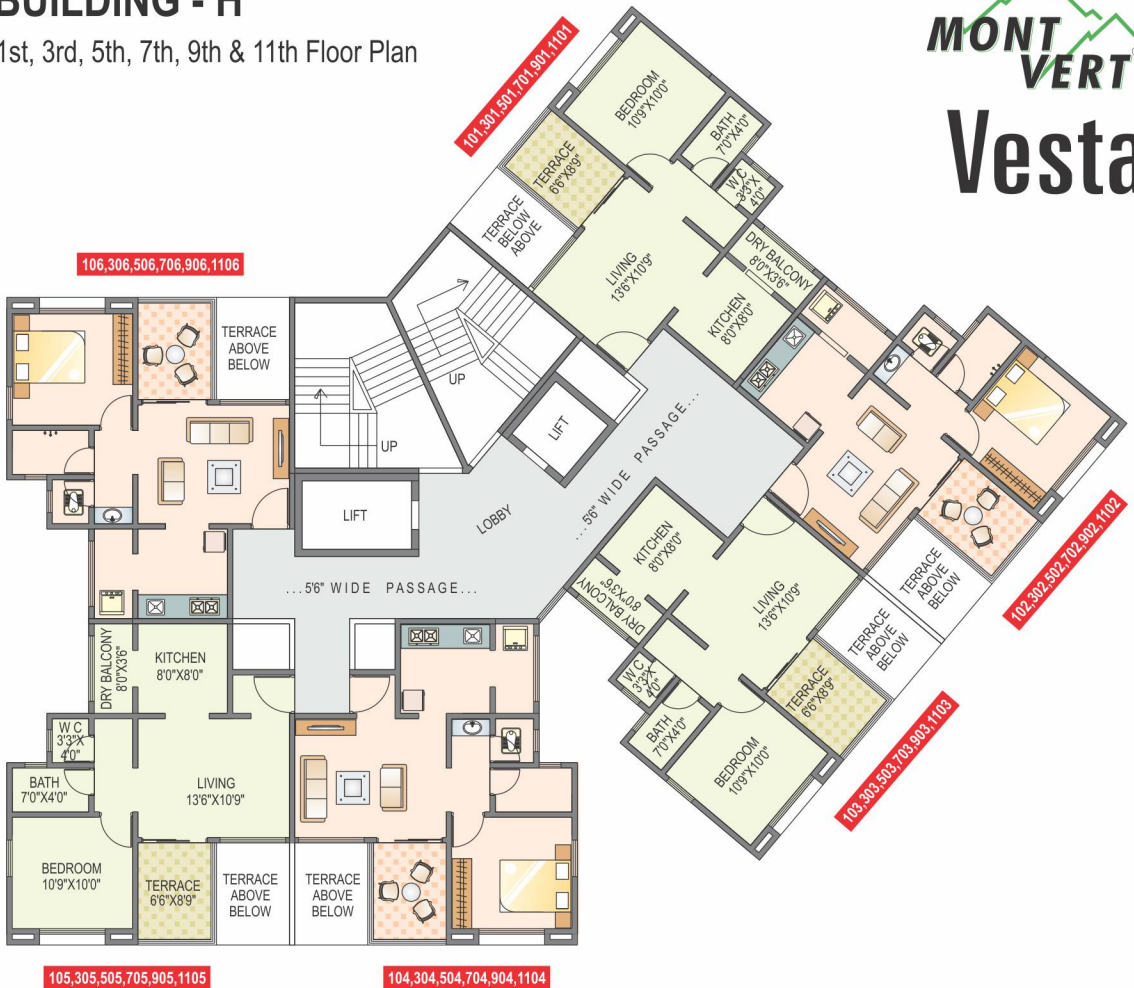 BUILDING - H
1st, 3rd, 5th, 7th, 9th & 11th Floor Plan
MONT
VERT
Vesta
101,301,501,701,901,1101
BEDROOM
10'9"X10'0"
BATH
7'0"X4'0"
W C
3'3"X
4'0"
TERRACE
6'6"X8'9"
TERRACE
BELOW
ABOVE
LIVING
13'6"X10'9"
DRY BALCONY
8'0"X3'6"
KITCHEN
8'0"X8'0"
106,306,506,706,906,1106
TERRACE
ABOVE
BELOW
UP
UP
LIFT
LIFT
LOBBY
...5'6" WIDE PASSAGE...
...5'6" WIDE PASSAGE...
102,302,502,702,902,1102
TERRACE
ABOVE
BELOW
KITCHEN
8'0"X8'0"
DRY BALCONY
8'0"X3'6"
LIVING
13'6"X10'9"
W C
3'3"X
4'0"
BATH
7'0"X4'0"
BEDROOM
10'9"X10'0"
TERRACE
6'6"X8'9"
TERRACE
ABOVE
BELOW
103,303,503,703,903,1103
DRY BALCONY
8'0"X3'6"
KITCHEN
8'0"X8'0"
W C
3'3"X
4'0"
BATH
7'0"X4'0"
LIVING
13'6"X10'9"
BEDROOM
10'9"X10'0"
TERRACE
6'6"X8'9"
TERRACE
ABOVE
BELOW
TERRACE
ABOVE
BELOW
105,305,505,705,905,1105
104,304,504,704,904,1104